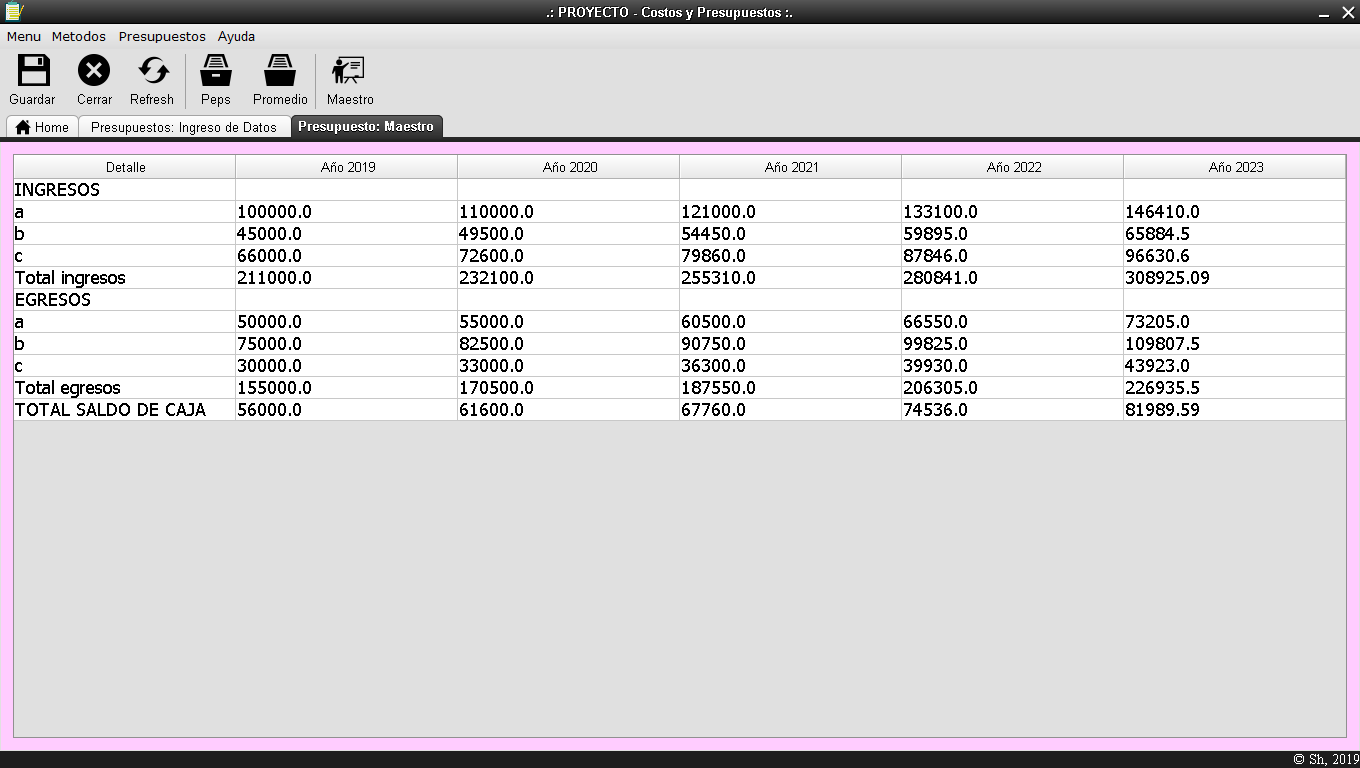 .: PROYECTO - Costos y Presupuestos :.
Menu Metodos Presupuestos Ayuda
Guardar Cerrar Refresh Peps Promedio Maestro
Home Presupuestos: Ingreso de Datos Presupuesto: Maestro
Detalle Año 2019 Año 2020 Año 2021 Año 2022 Año 2023
INGRESOS
a 100000.0 110000.0 121000.0 133100.0 146410.0
b 45000.0 49500.0 54450.0 59895.0 65884.5
c 66000.0 72600.0 79860.0 87846.0 96630.6
Total ingresos 211000.0 232100.0 255310.0 280841.0 308925.09
EGRESOS
a 50000.0 55000.0 60500.0 66550.0 73205.0
b 75000.0 82500.0 90750.0 99825.0 109807.5
c 30000.0 33000.0 36300.0 39930.0 43923.0
Total egresos 155000.0 170500.0 187550.0 206305.0 226935.5
TOTAL SALDO DE CAJA 56000.0 61600.0 67760.0 74536.0 81989.59
© Sh, 2019